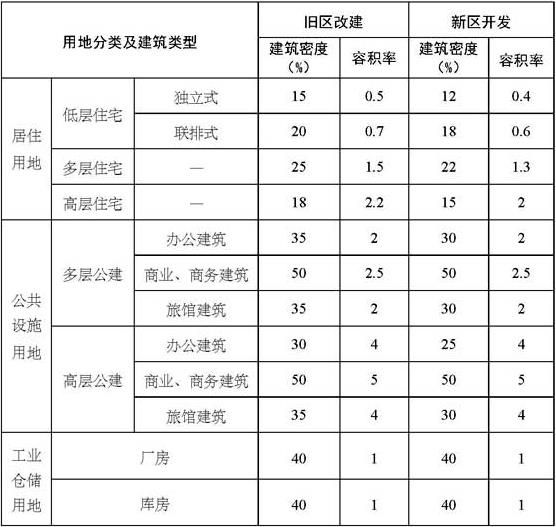 用地分类及建筑类型 旧区改建 新区开发
建筑密度（%） 容积率 建筑密度（%） 容积率
居住用地 低层住宅 独立式 15 0.5 12 0.4
联排式 20 0.7 18 0.6
多层住宅 — 25 1.5 22 1.3
高层住宅 — 18 2.2 15 2
公共设施用地 多层公建 办公建筑 35 2 30 2
商业、商务建筑 50 2.5 50 2.5
旅馆建筑 35 2 30 2
高层公建 办公建筑 30 4 25 4
商业、商务建筑 50 5 50 5
旅馆建筑 35 4 30 4
工业仓储用地 厂房 40 1 40 1
库房 40 1 40 1